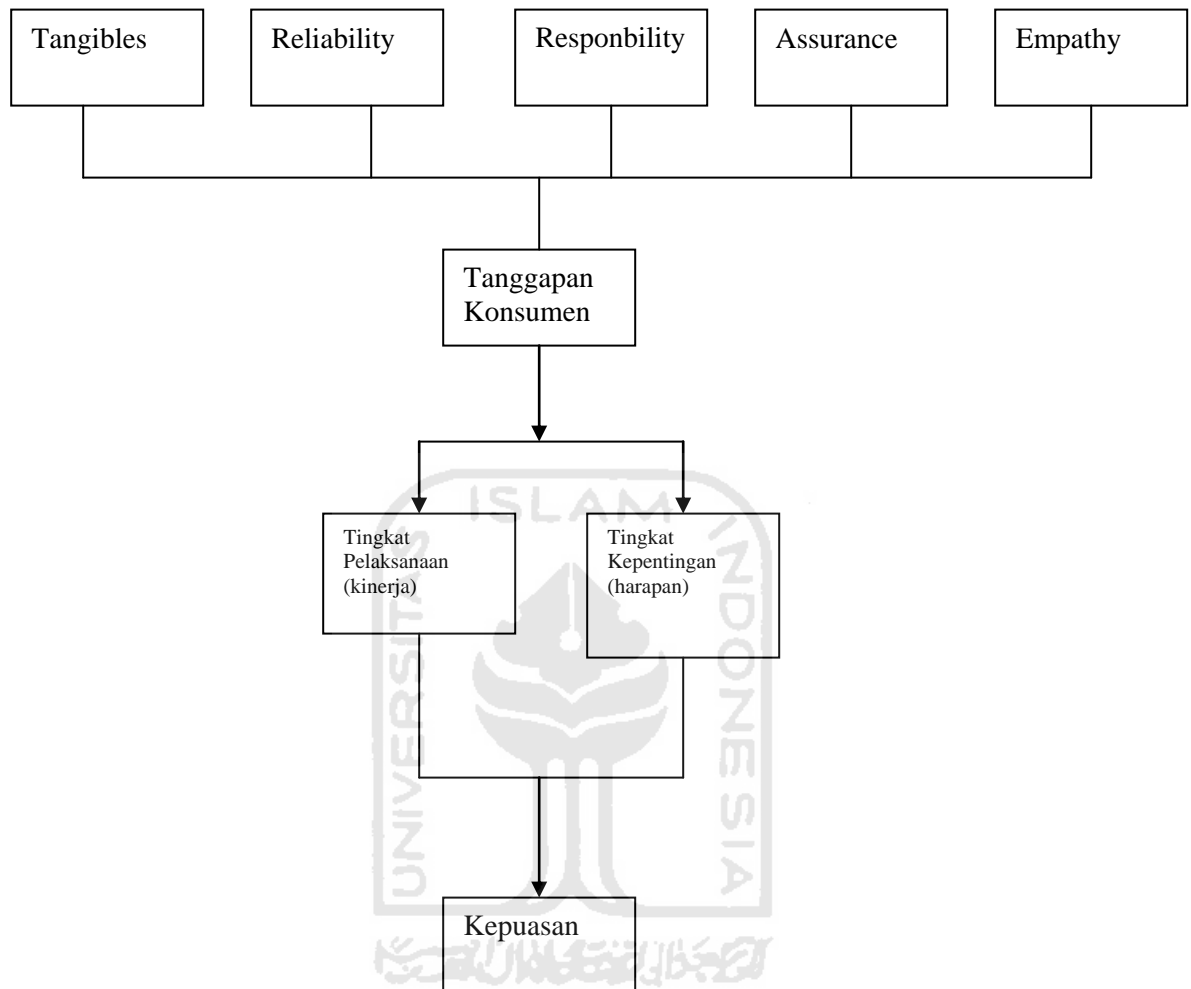 Tangibles
Reliability
Responbility
Assurance
Empathy
Tanggapan
Konsumen
Tingkat
Pelaksanaan
(kinerja)
Tingkat
Kepentingan
(harapan)
Kepuasan
UNIVERSITAS
ISLAM
INDONESIA